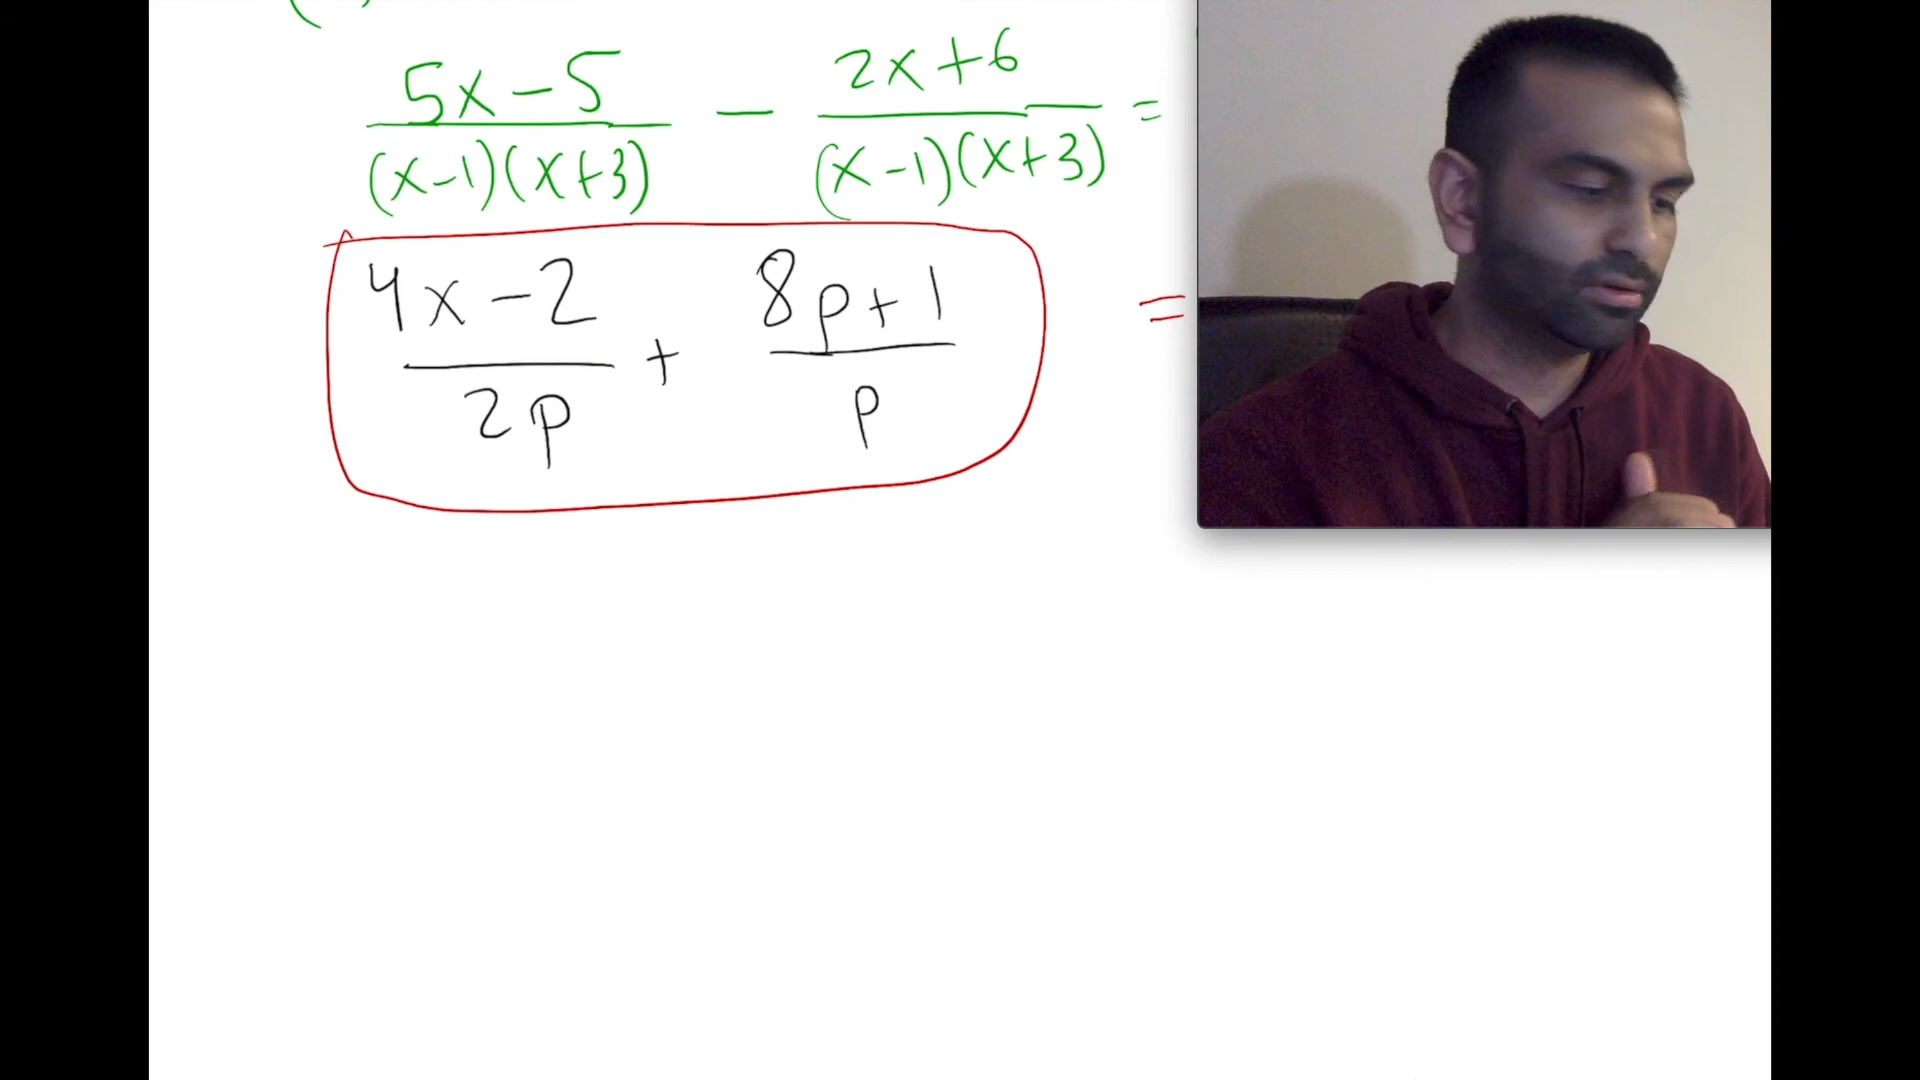 5x-5 / (x-1)(x+3) - 2x+6 / (x-1)(x+3) =
4x-2 / 2p + 8p+1 / p =